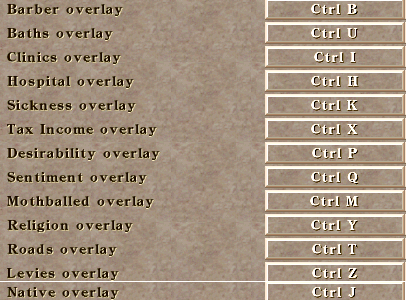 Barber overlay Ctrl B
Baths overlay Ctrl U
Clinics overlay Ctrl I
Hospital overlay Ctrl H
Sickness overlay Ctrl K
Tax Income overlay Ctrl X
Desirability overlay Ctrl P
Sentiment overlay Ctrl Q
Mothballed overlay Ctrl M
Religion overlay Ctrl Y
Roads overlay Ctrl T
Levies overlay Ctrl Z
Native overlay Ctrl J